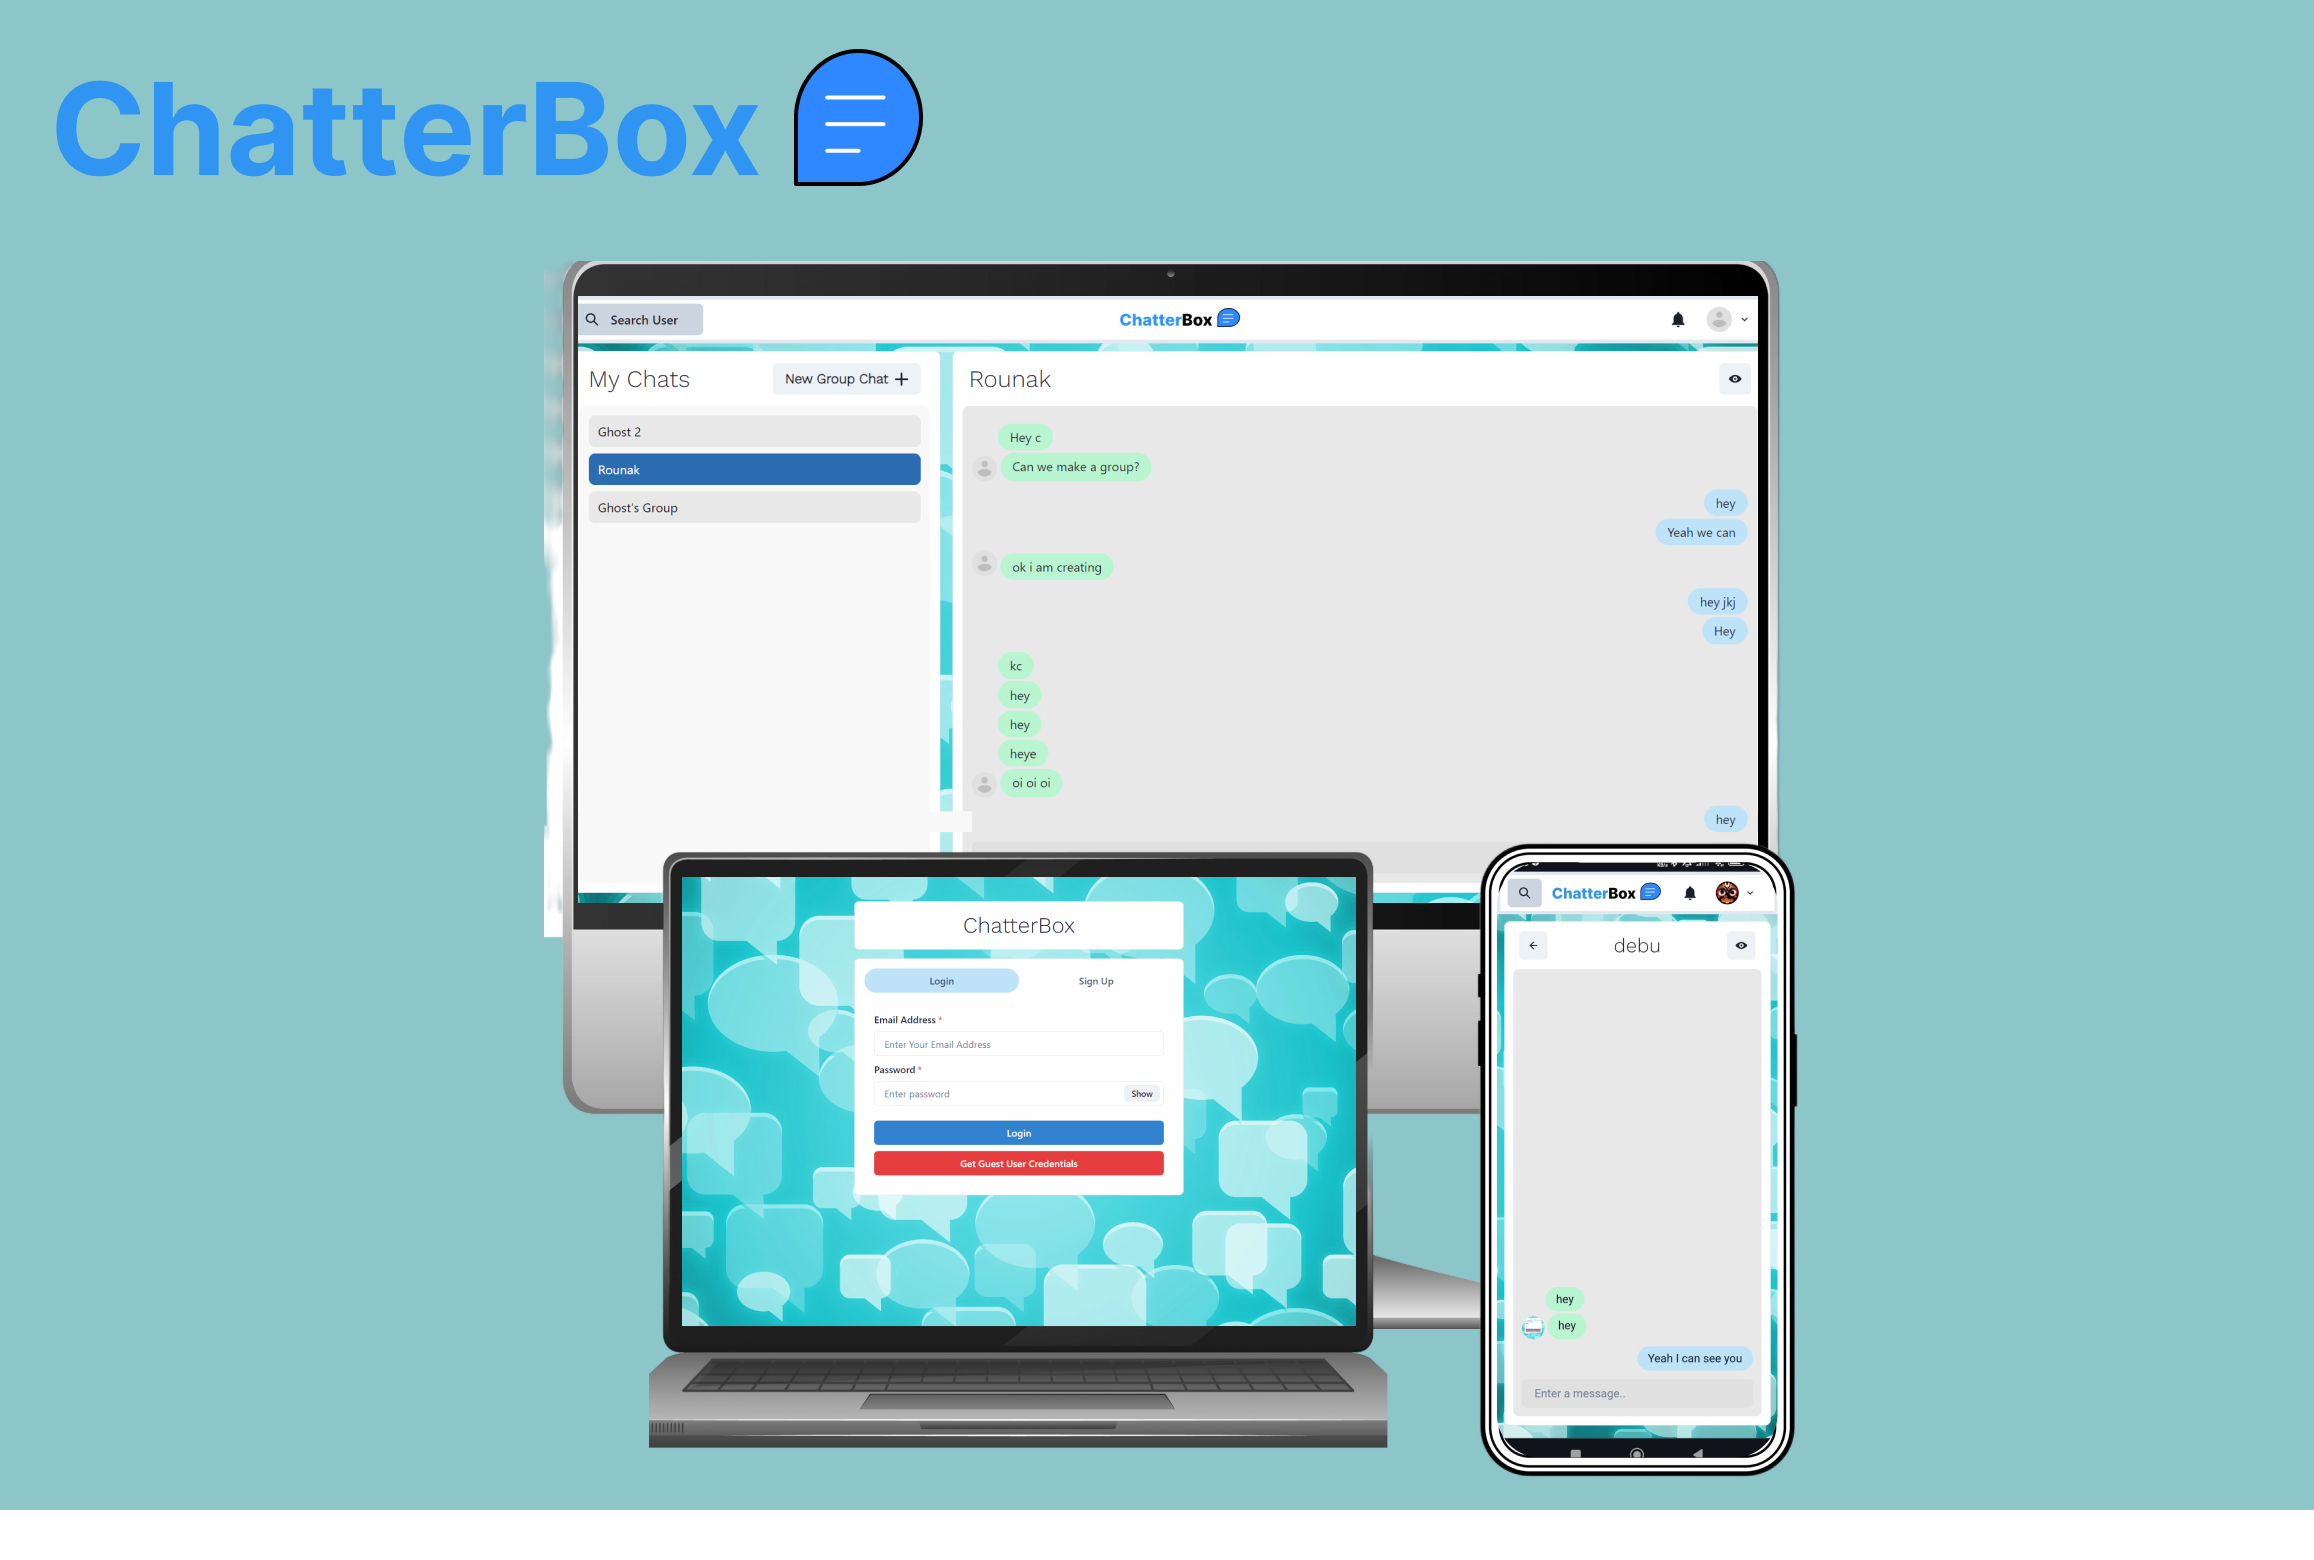 ChatterBox
Search User
ChatterBox
My Chats
New Group Chat +
Ghost 2
Rounak
Ghost's Group
Rounak
Hey c
Can we make a group?
hey
Yeah we can
ok i am creating
hey jkj
Hey
kc
hey
hey
heye
oi oi oi
hey
ChatterBox
Login
Sign Up
Email Address *
Enter Your Email Address
Password *
Enter password
Show
Login
Get Guest User Credentials
ChatterBox
debu
hey
hey
Yeah I can see you
Enter a message..